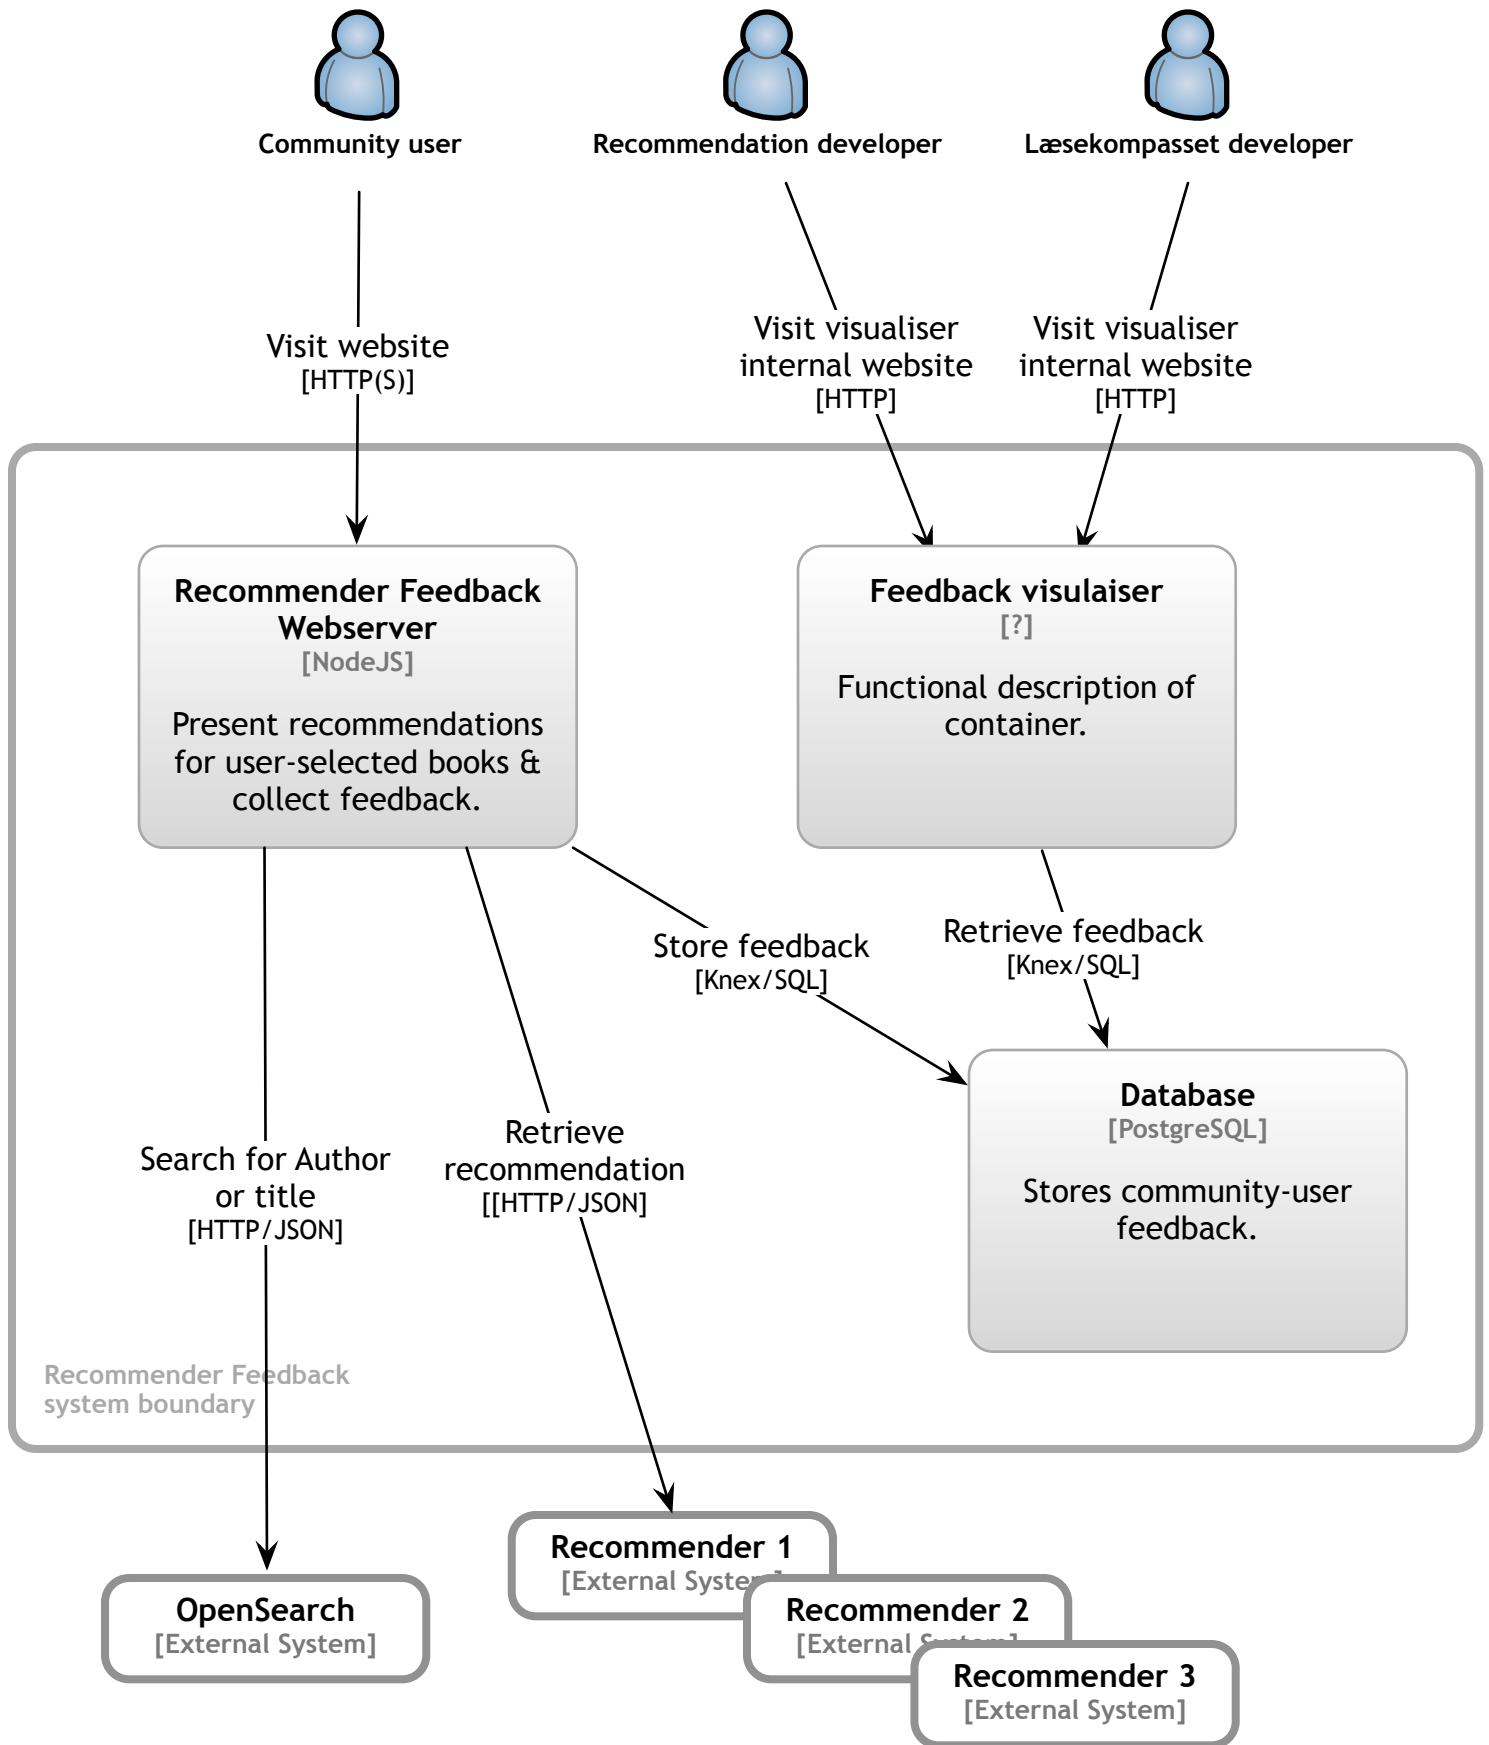 Community user
Recommendation developer
Læsekompasset developer
Visit website
[HTTP(S)]
Visit visualiser
internal website
[HTTP]
Visit visualiser
internal website
[HTTP]
Recommender Feedback
Webserver
[NodeJS]
Present recommendations
for user-selected books &
collect feedback.
Feedback visulaiser
[?]
Functional description of
container.
Store feedback
[Knex/SQL]
Retrieve feedback
[Knex/SQL]
Database
[PostgreSQL]
Stores community-user
feedback.
Search for Author
or title
[HTTP/JSON]
Retrieve
recommendation
[[HTTP/JSON]
Recommender Feedback
system boundary
OpenSearch
[External System]
Recommender 1
[External System]
Recommender 2
[External System]
Recommender 3
[External System]